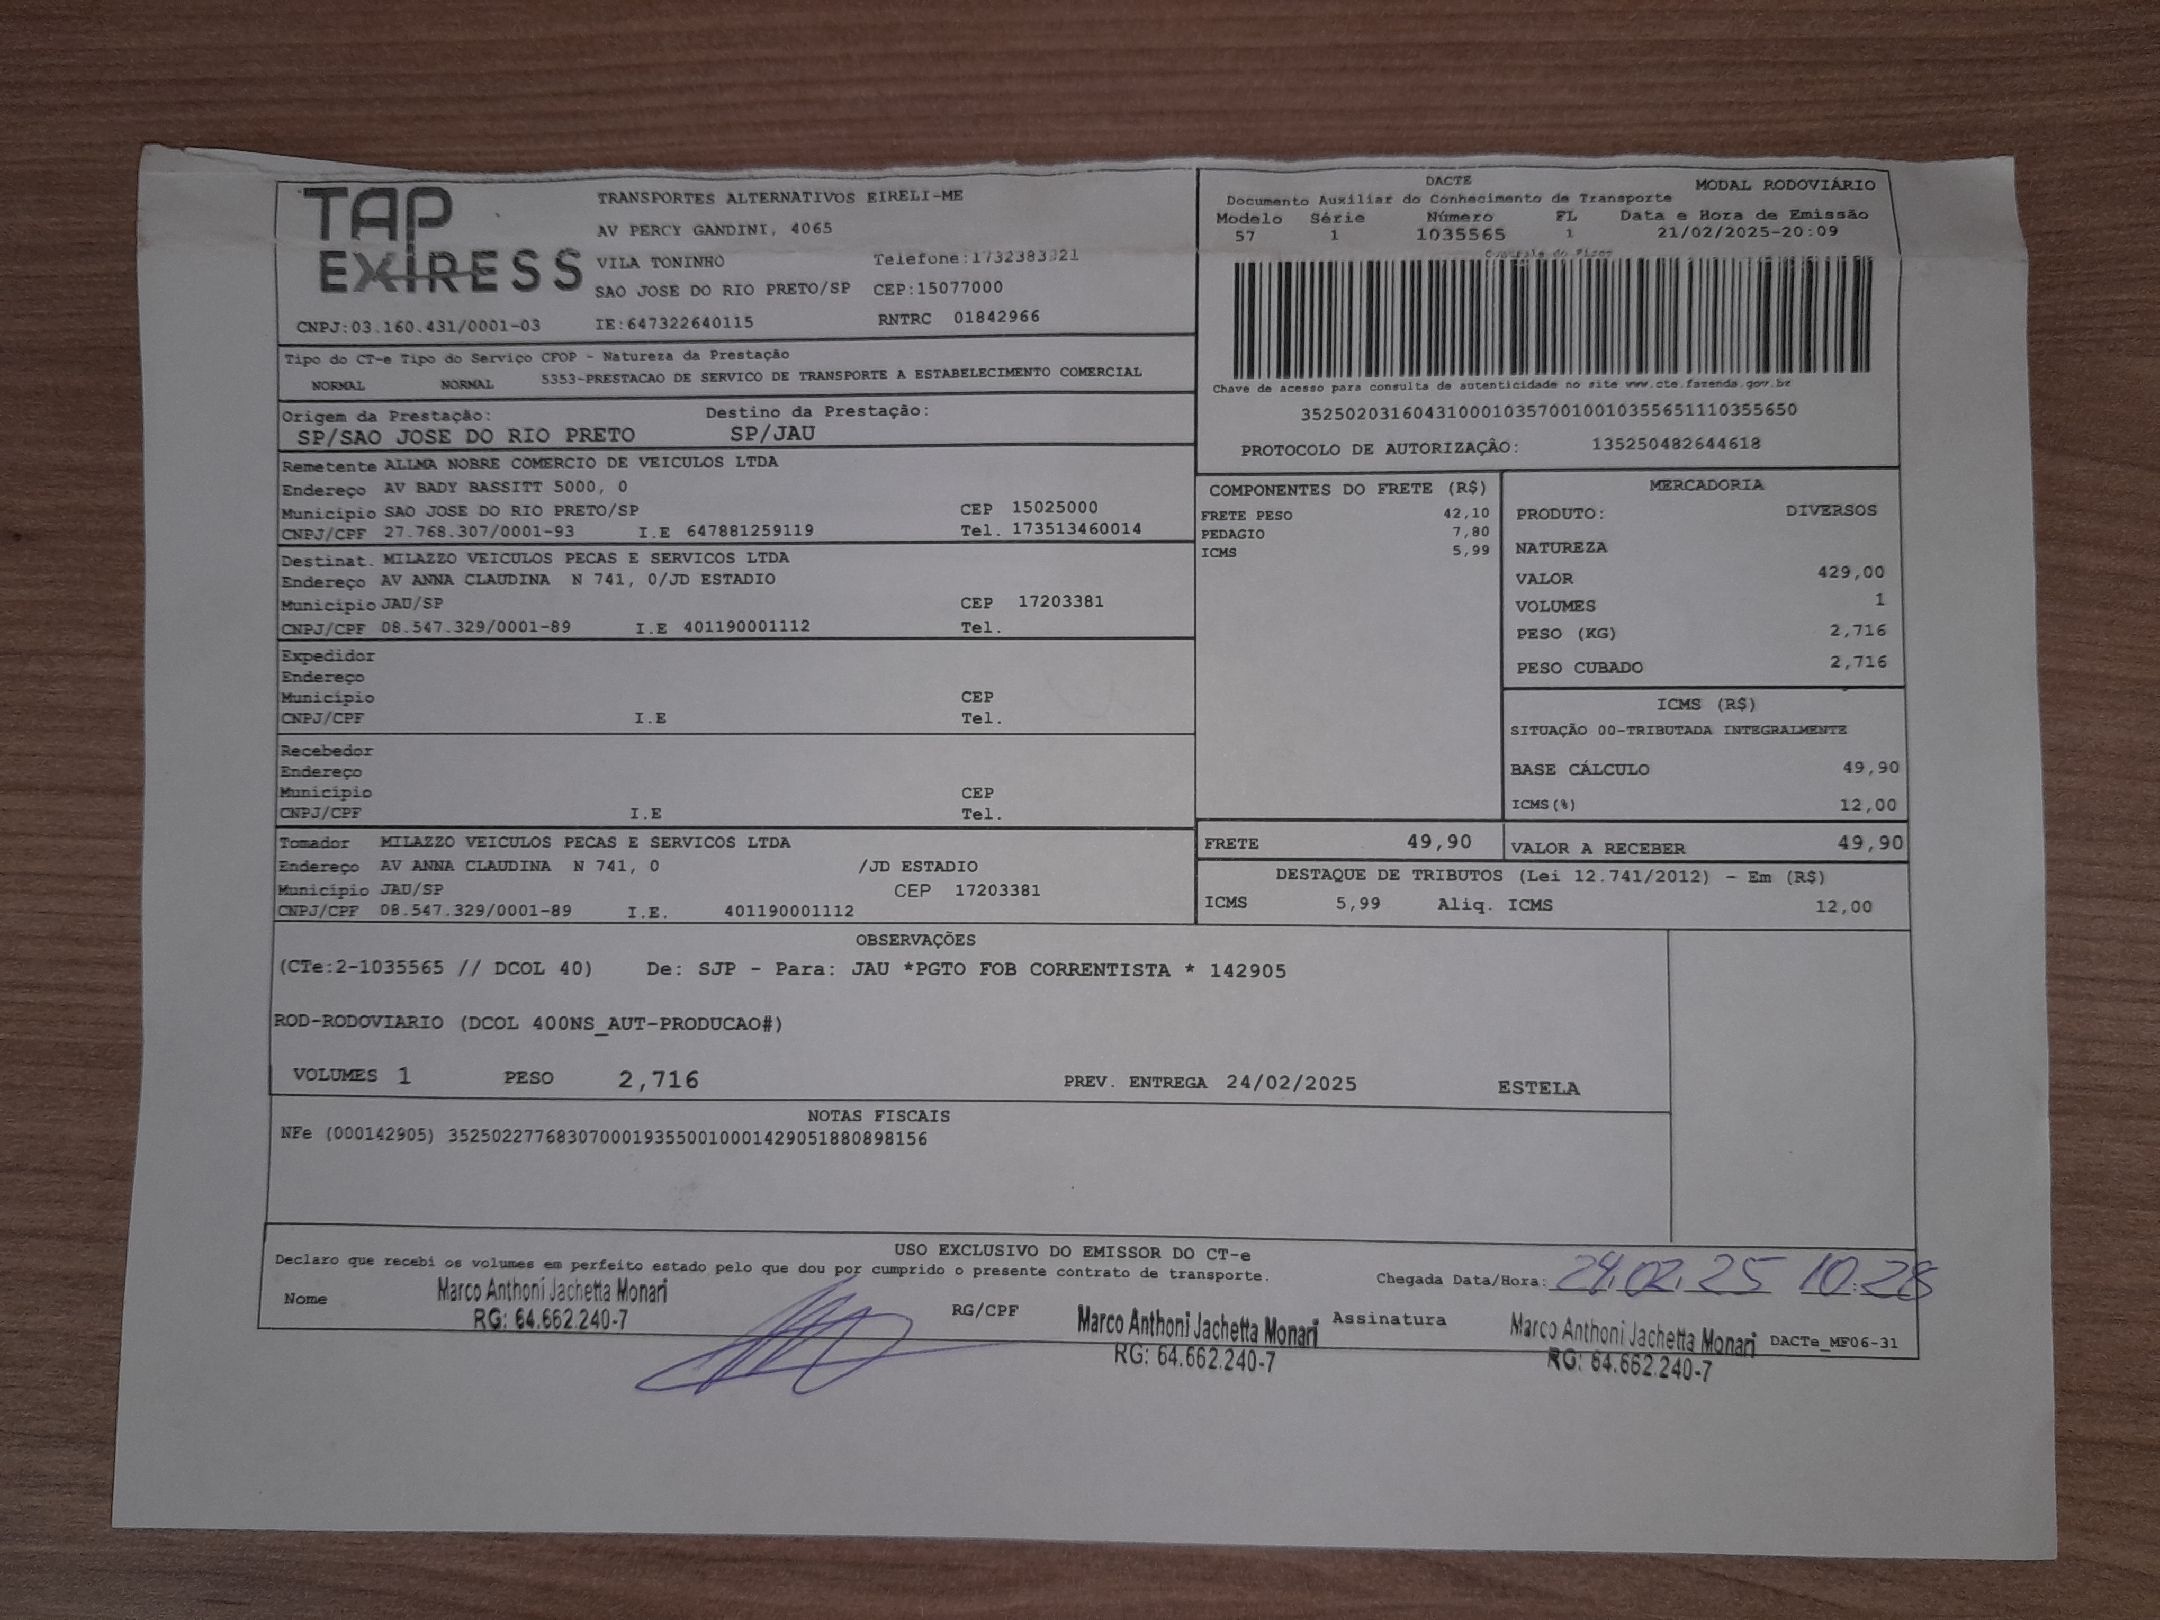 TAP
EXPRESS
TRANSPORTES ALTERNATIVOS EIRELI-ME
AV PERCY GANDINI, 4065
VILA TONINHO Telefone:1732383321
SAO JOSE DO RIO PRETO/SP CEP:15077000
CNPJ:03.160.431/0001-03 IE:647322640115 RNTRC 01842966
DACTE MODAL RODOVIÁRIO
Documento Auxiliar do Conhecimento de Transporte
Modelo Série Número FL Data e Hora de Emissão
57 1 1035565 1 21/02/2025-20:09
Controle do Fisco
Chave de acesso para consulta de autenticidade no site www.cte.fazenda.gov.br
35250203160431000103570010010355651110355650
PROTOCOLO DE AUTORIZAÇÃO: 135250482644618
Tipo do CT-e Tipo do Serviço CFOP - Natureza da Prestação
NORMAL NORMAL 5353-PRESTACAO DE SERVICO DE TRANSPORTE A ESTABELECIMENTO COMERCIAL
Origem da Prestação: Destino da Prestação:
SP/SAO JOSE DO RIO PRETO SP/JAU
Remetente ALLMA NOBRE COMERCIO DE VEICULOS LTDA
Endereço AV BADY BASSITT 5000, 0
Município SAO JOSE DO RIO PRETO/SP CEP 15025000
CNPJ/CPF 27.768.307/0001-93 I.E 647881259119 Tel. 173513460014
Destinat. MILAZZO VEICULOS PECAS E SERVICOS LTDA
Endereço AV ANNA CLAUDINA N 741, 0/JD ESTADIO
Município JAU/SP CEP 17203381
CNPJ/CPF 08.547.329/0001-89 I.E 401190001112 Tel.
Expedidor
Endereço
Município CEP
CNPJ/CPF I.E Tel.
Recebedor
Endereço
Município CEP
CNPJ/CPF I.E Tel.
Tomador MILAZZO VEICULOS PECAS E SERVICOS LTDA
Endereço AV ANNA CLAUDINA N 741, 0 /JD ESTADIO
Município JAU/SP CEP 17203381
CNPJ/CPF 08.547.329/0001-89 I.E. 401190001112
COMPONENTES DO FRETE (R$)
FRETE PESO 42,10
PEDAGIO 7,80
ICMS 5,99
MERCADORIA
PRODUTO: DIVERSOS
NATUREZA
VALOR 429,00
VOLUMES 1
PESO (KG) 2,716
PESO CUBADO 2,716
ICMS (R$)
SITUAÇÃO 00-TRIBUTADA INTEGRALMENTE
BASE CÁLCULO 49,90
ICMS(%) 12,00
FRETE 49,90 VALOR A RECEBER 49,90
DESTAQUE DE TRIBUTOS (Lei 12.741/2012) - Em (R$)
ICMS 5,99 Aliq. ICMS 12,00
OBSERVAÇÕES
(CTe:2-1035565 // DCOL 40) De: SJP - Para: JAU *PGTO FOB CORRENTISTA * 142905
ROD-RODOVIARIO (DCOL 400NS_AUT-PRODUCAO#)
VOLUMES 1 PESO 2,716 PREV. ENTREGA 24/02/2025 ESTELA
NOTAS FISCAIS
NFe (000142905) 35250227768307000193550010001429051880898156
USO EXCLUSIVO DO EMISSOR DO CT-e
Declaro que recebi os volumes em perfeito estado pelo que dou por cumprido o presente contrato de transporte. Chegada Data/Hora: 24.02.25 10:28
Nome Marco Anthoni Jachetta Monari RG/CPF Marco Anthoni Jachetta Monari Assinatura Marco Anthoni Jachetta Monari DACTe_MF06-31
RG: 64.662.240-7 RG: 64.662.240-7 RG: 64.662.240-7